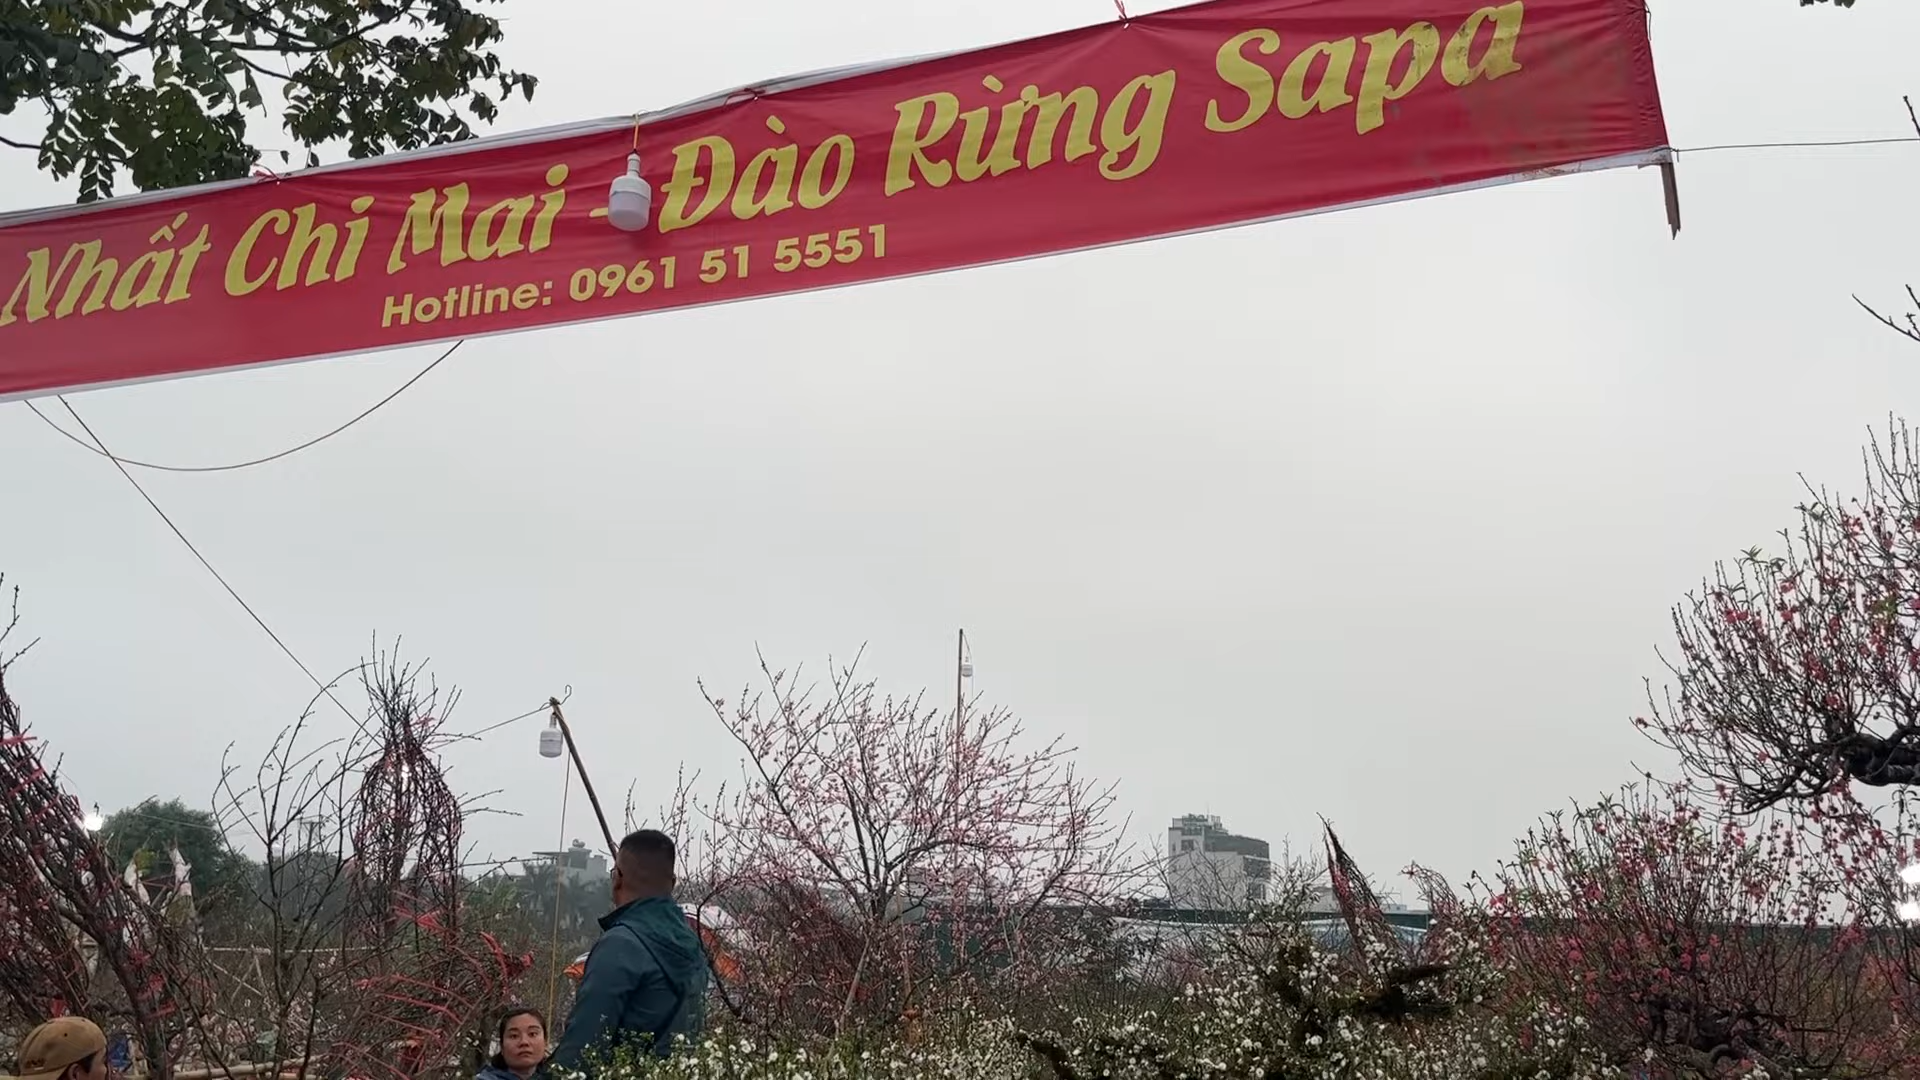 Nhất Chi Mai - Đào Rừng Sapa
Hotline: 0961 51 5551